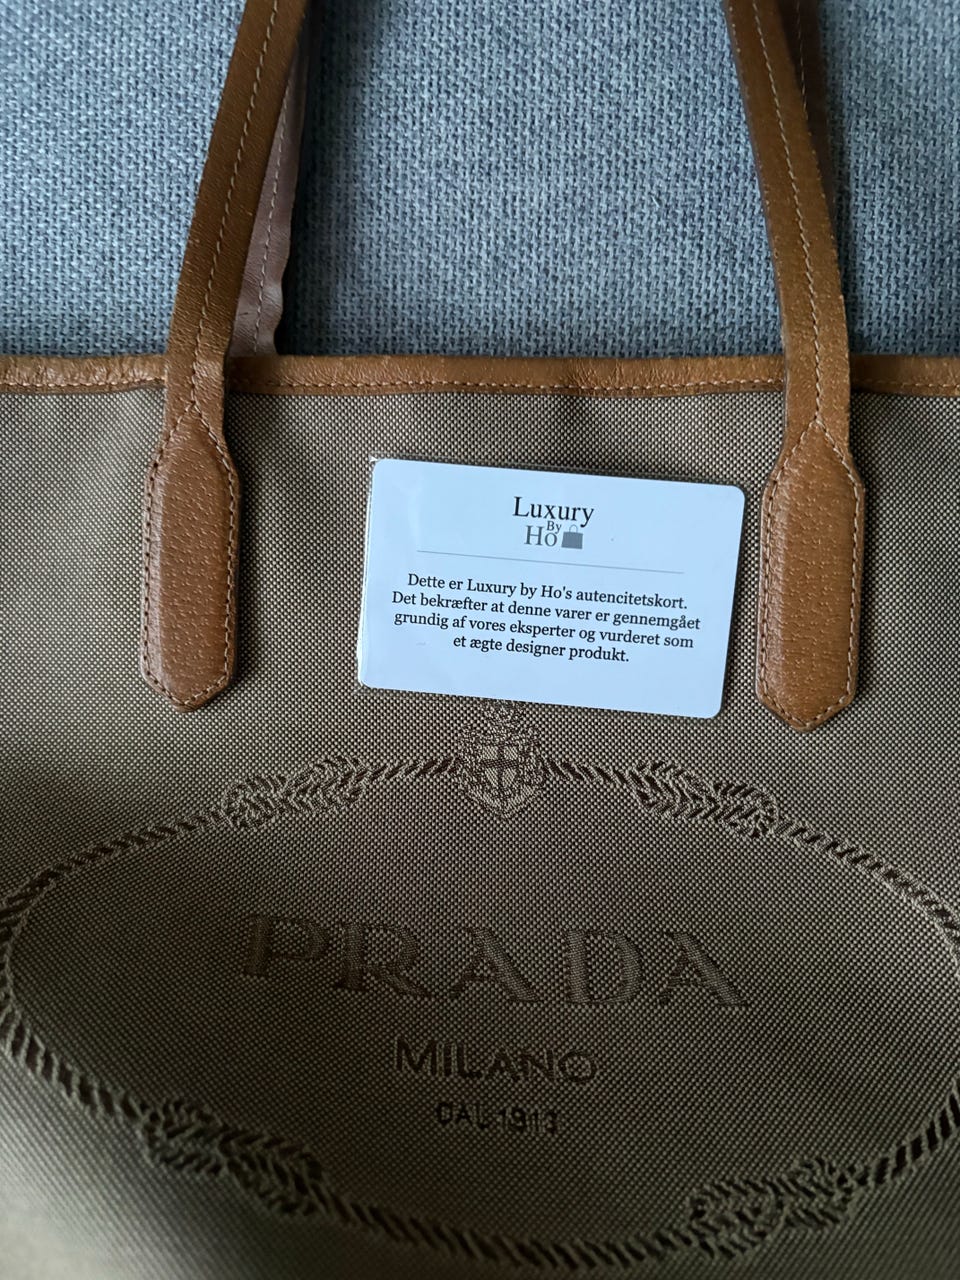 Luxury
By
Ho
Dette er Luxury by Ho's autencitetskort.
Det bekræfter at denne varer er gennemgået
grundig af vores eksperter og vurderet som
et ægte designer produkt.
PRADA
MILANO
DAL 1913